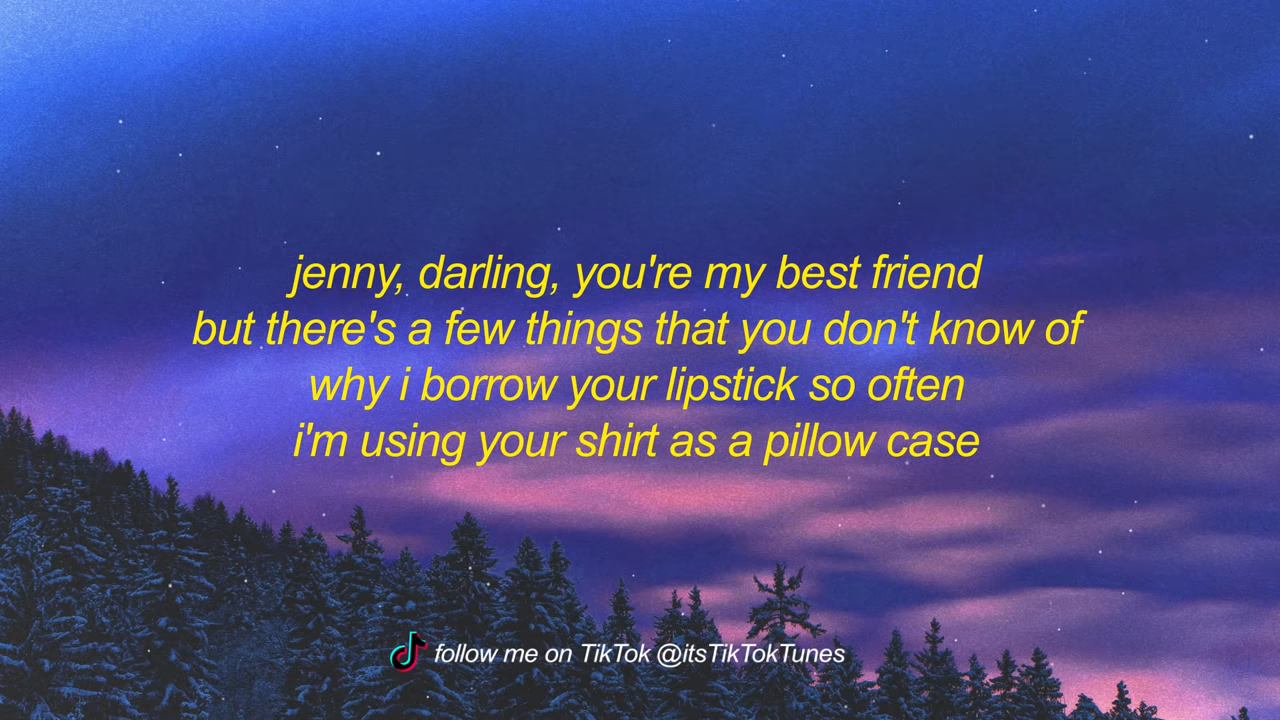 jenny, darling, you're my best friend
but there's a few things that you don't know of
why i borrow your lipstick so often
i'm using your shirt as a pillow case
follow me on TikTok @itsTikTokTunes